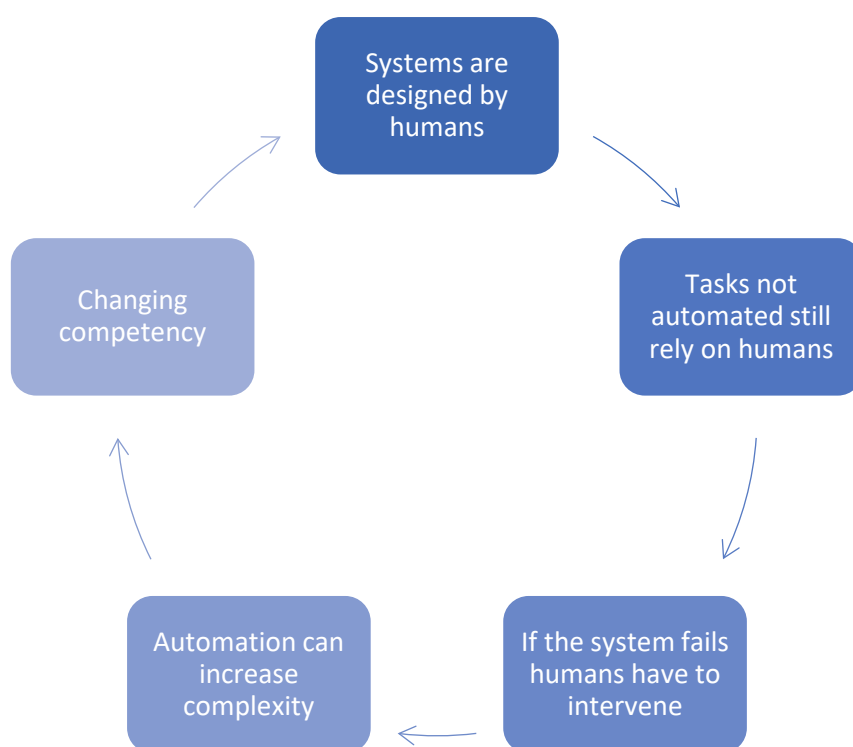 Systems are
designed by
humans
Tasks not
automated still
rely on humans
If the system fails
humans have to
intervene
Automation can
increase
complexity
Changing
competency